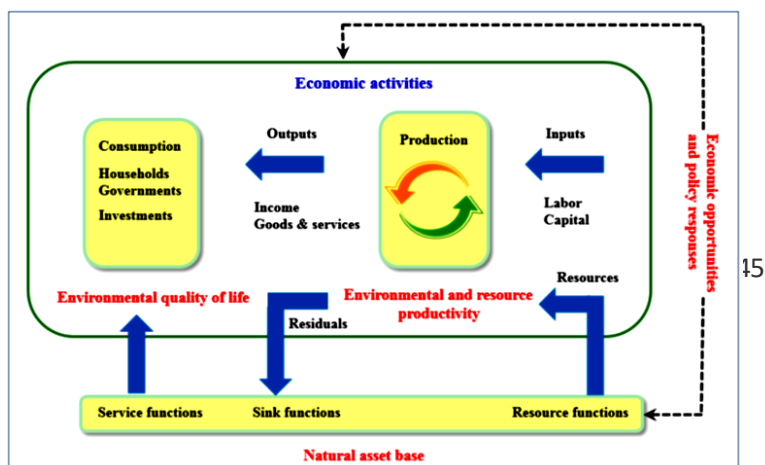 Economic activities
Consumption
Households
Governments
Investments
Outputs
Income
Goods & services
Production
Inputs
Labor
Capital
Economic opportunities
and policy responses
45
Resources
Environmental quality of life
Environmental and resource
productivity
Residuals
Service functions
Sink functions
Resource functions
Natural asset base